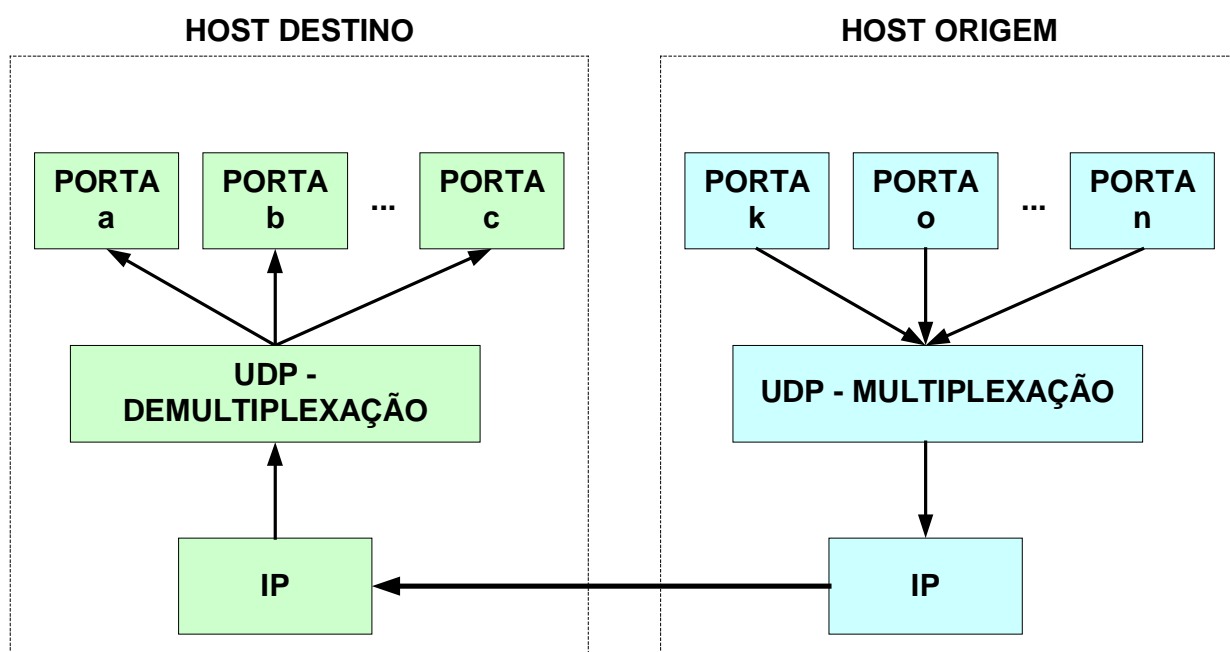 HOST DESTINO
HOST ORIGEM
PORTA
a
PORTA
b
...
PORTA
c
PORTA
k
PORTA
o
...
PORTA
n
UDP -
DEMULTIPLEXAÇÃO
UDP - MULTIPLEXAÇÃO
IP
IP